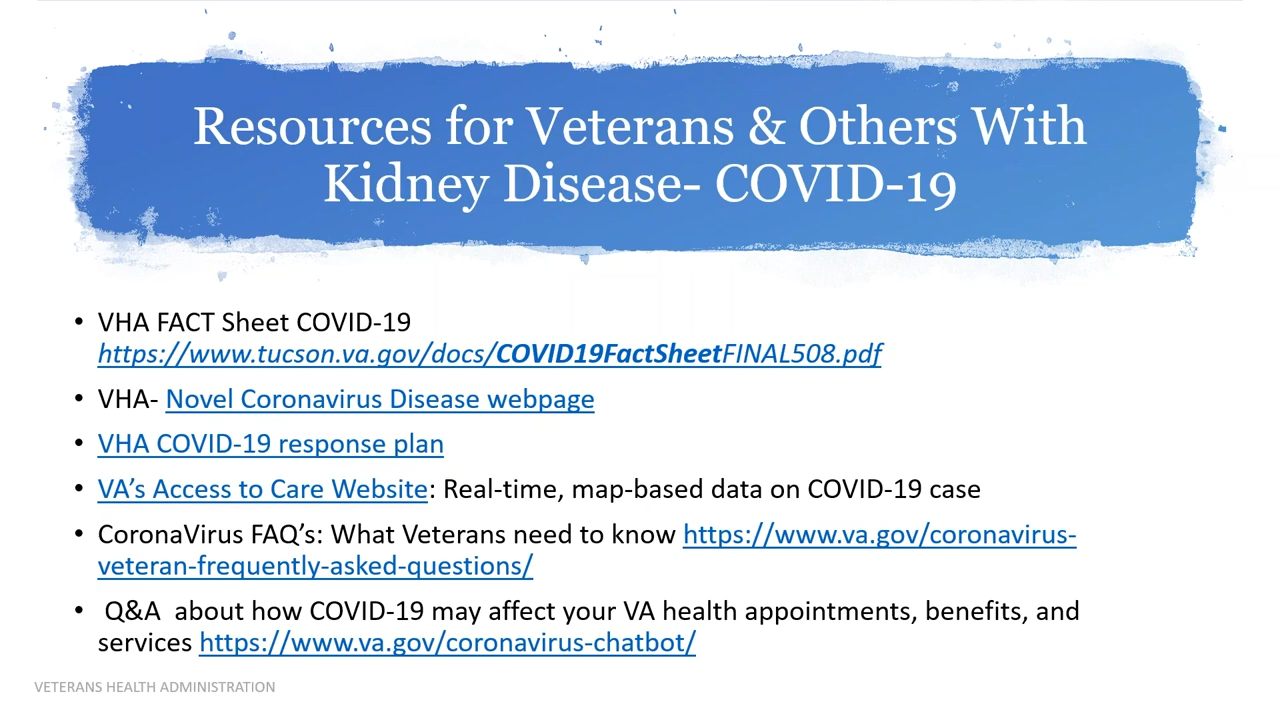 Resources for Veterans & Others With
Kidney Disease- COVID-19
• VHA FACT Sheet COVID-19
https://www.tucson.va.gov/docs/COVID19FactSheetFINAL508.pdf
• VHA- Novel Coronavirus Disease webpage
• VHA COVID-19 response plan
• VA's Access to Care Website: Real-time, map-based data on COVID-19 case
• CoronaVirus FAQ's: What Veterans need to know https://www.va.gov/coronavirus-
veteran-frequently-asked-questions/
• Q&A  about how COVID-19 may affect your VA health appointments, benefits, and
services https://www.va.gov/coronavirus-chatbot/
VETERANS HEALTH ADMINISTRATION